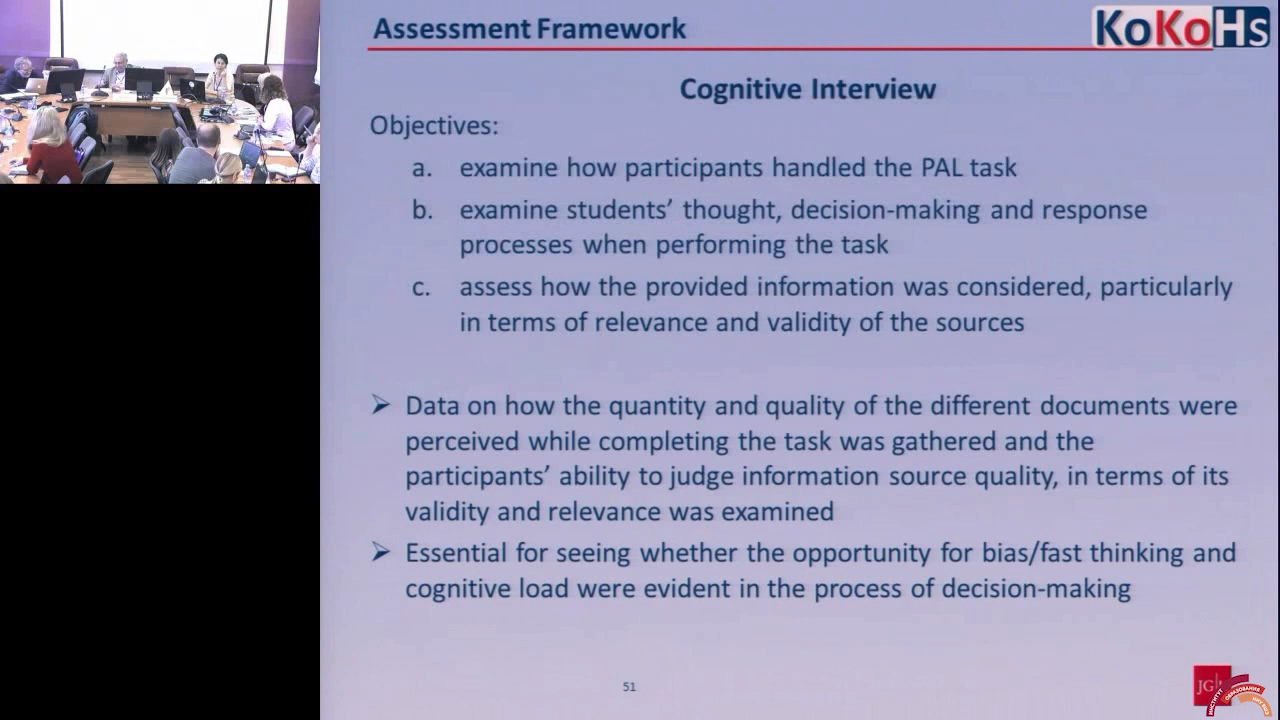 Assessment Framework
KoKoHs
Cognitive Interview
Objectives:
a. examine how participants handled the PAL task
b. examine students’ thought, decision-making and response
processes when performing the task
c. assess how the provided information was considered, particularly
in terms of relevance and validity of the sources
➢ Data on how the quantity and quality of the different documents were
perceived while completing the task was gathered and the
participants’ ability to judge information source quality, in terms of its
validity and relevance was examined
➢ Essential for seeing whether the opportunity for bias/fast thinking and
cognitive load were evident in the process of decision-making
51
ИНСТИТУТ
ОБРАЗОВАНИЯ